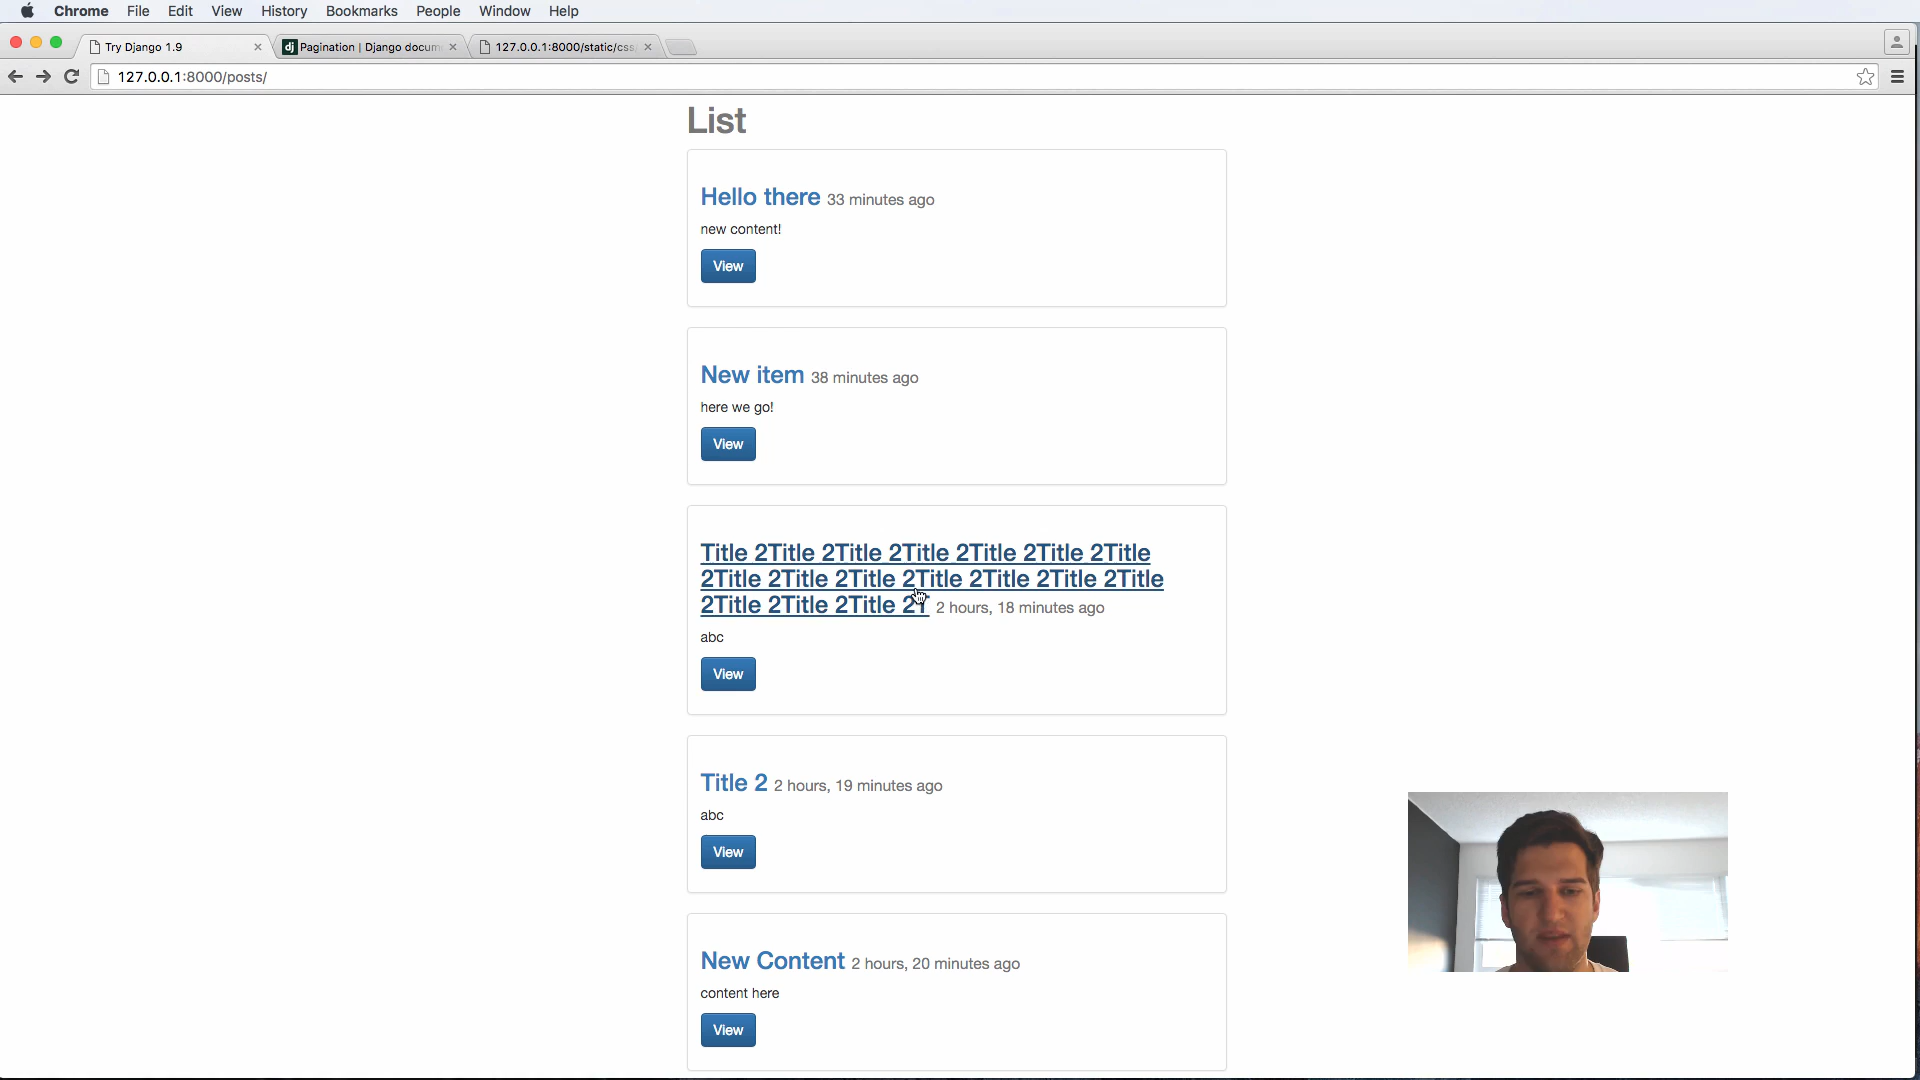 Chrome File Edit View History Bookmarks People Window Help
Try Django 1.9
dj Pagination | Django docum
127.0.0.1:8000/static/css
127.0.0.1:8000/posts/
List
Hello there 33 minutes ago
new content!
View
New item 38 minutes ago
here we go!
View
Title 2Title 2Title 2Title 2Title 2Title 2Title
2Title 2Title 2Title 2Title 2Title 2Title 2Title
2Title 2Title 2Title 2T 2 hours, 18 minutes ago
abc
View
Title 2 2 hours, 19 minutes ago
abc
View
New Content 2 hours, 20 minutes ago
content here
View